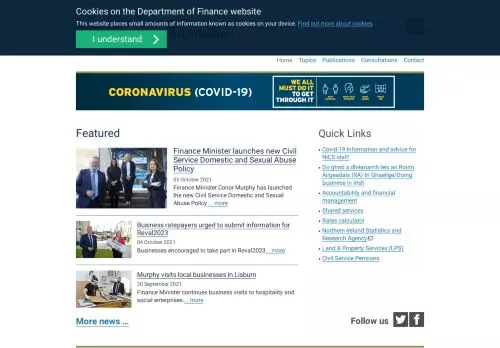 Cookies on the Department of Finance website
This website places small amounts of information known as cookies on your device. Find out more about cookies.
I understand
Home Topics Publications Consultations Contact
CORONAVIRUS (COVID-19)
WE ALL
MUST DO IT
TO GET
THROUGH IT
Featured
Finance Minister launches new Civil
Service Domestic and Sexual Abuse
Policy
05 October 2021
Finance Minister Conor Murphy has launched
the new Civil Service Domestic and Sexual
Abuse Policy ... more
Business ratepayers urged to submit information for
Reval2023
04 October 2021
Businesses encouraged to take part in Reval2023... more
Murphy visits local businesses in Lisburn
30 September 2021
Finance Minister continues business visits to hospitality and
social enterprises. ... more
More news ...
Quick Links
Covid-19 Information and advice for
NICS staff
Do ghnó a dhéanamh leis an Roinn
Airgeadais (RA) tr Ghaeilge/Doing
business in Irish
Accountability and financial
management
Shared services
Rates calculator
Northern Ireland Statistics and
Research Agency
Land & Property Services (LPS)
Civil Service Pensions
Follow us